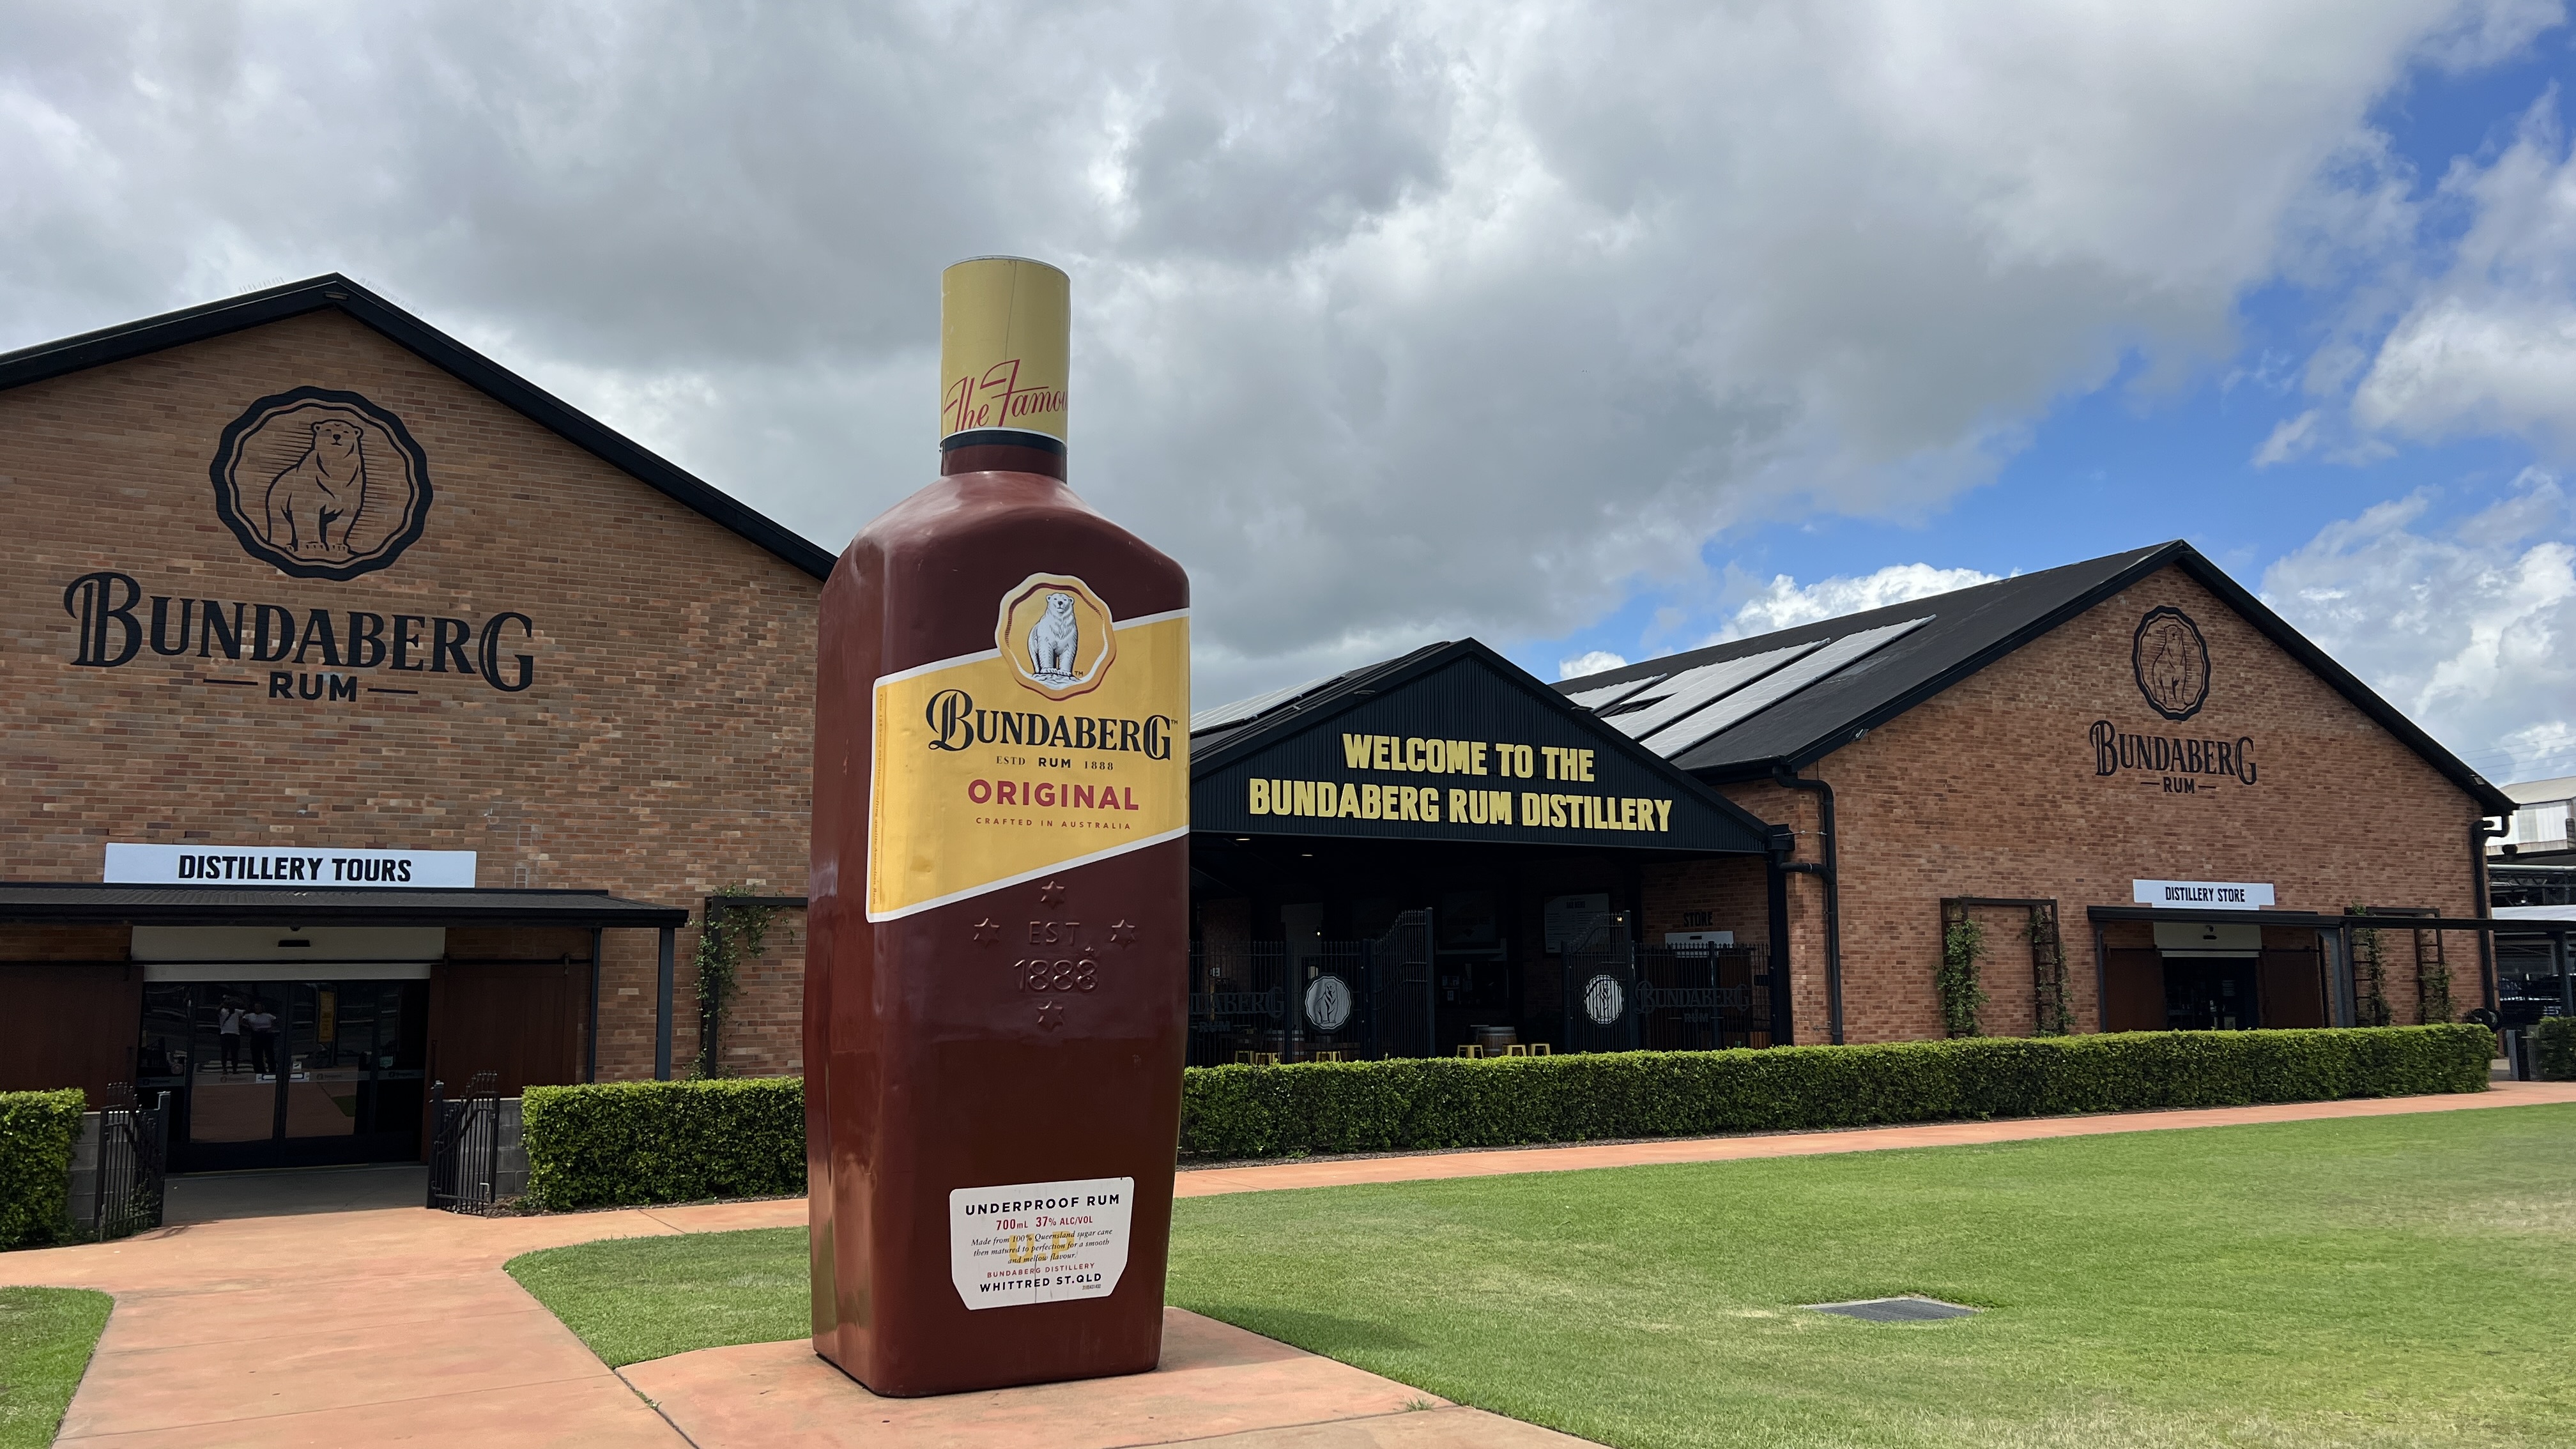 BUNDABERG
RUM
DISTILLERY TOURS
The Famou
BUNDABERG™
ESTD RUM 1888
ORIGINAL
CRAFTED IN AUSTRALIA
EST
1888
UNDERPROOF RUM
700mL 37% ALC/VOL
Made from 100% Queensland sugar cane
then matured to perfection for a smooth
and mellow flavour.
BUNDABERG DISTILLERY
WHITTRED ST.QLD
WELCOME TO THE
BUNDABERG RUM DISTILLERY
STORE
BUNDABERG
RUM
BUNDABERG
RUM
DISTILLERY STORE